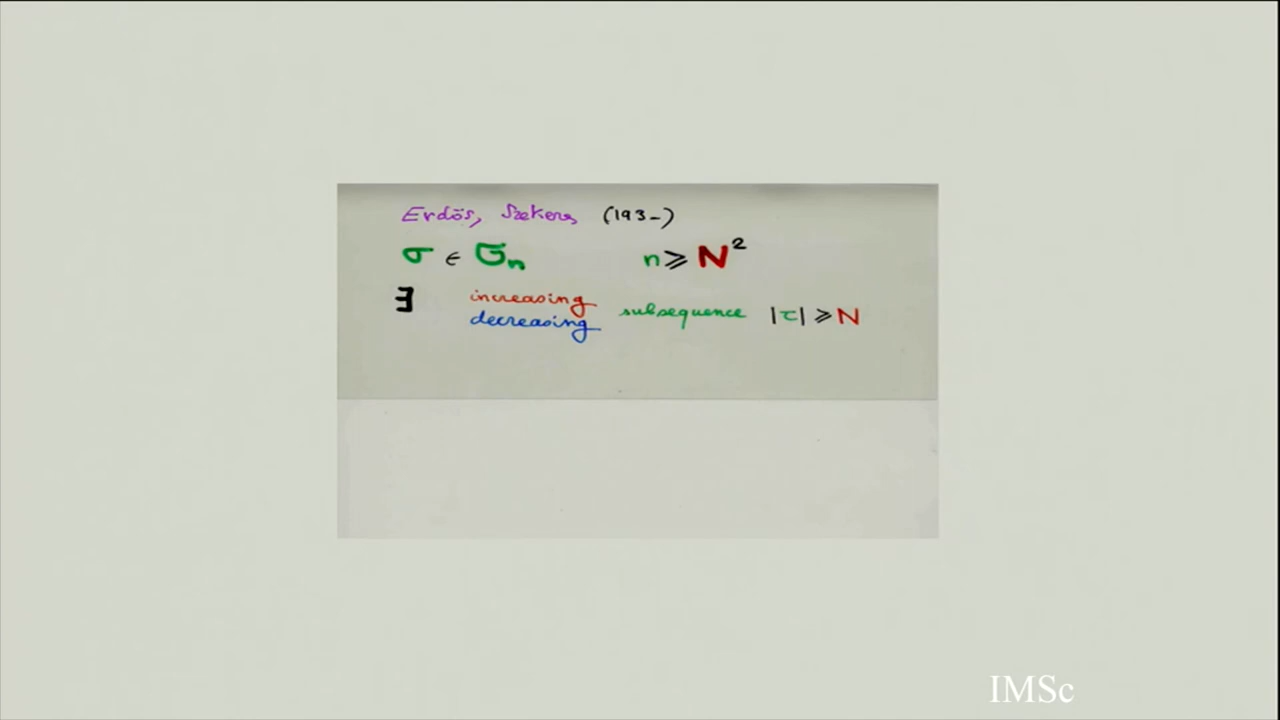 Erdös, Szekeres (193-)
σ ∈ 𝔖n n ⩾ N²
∃ increasing
decreasing subsequence |τ| ⩾ N
IMSc